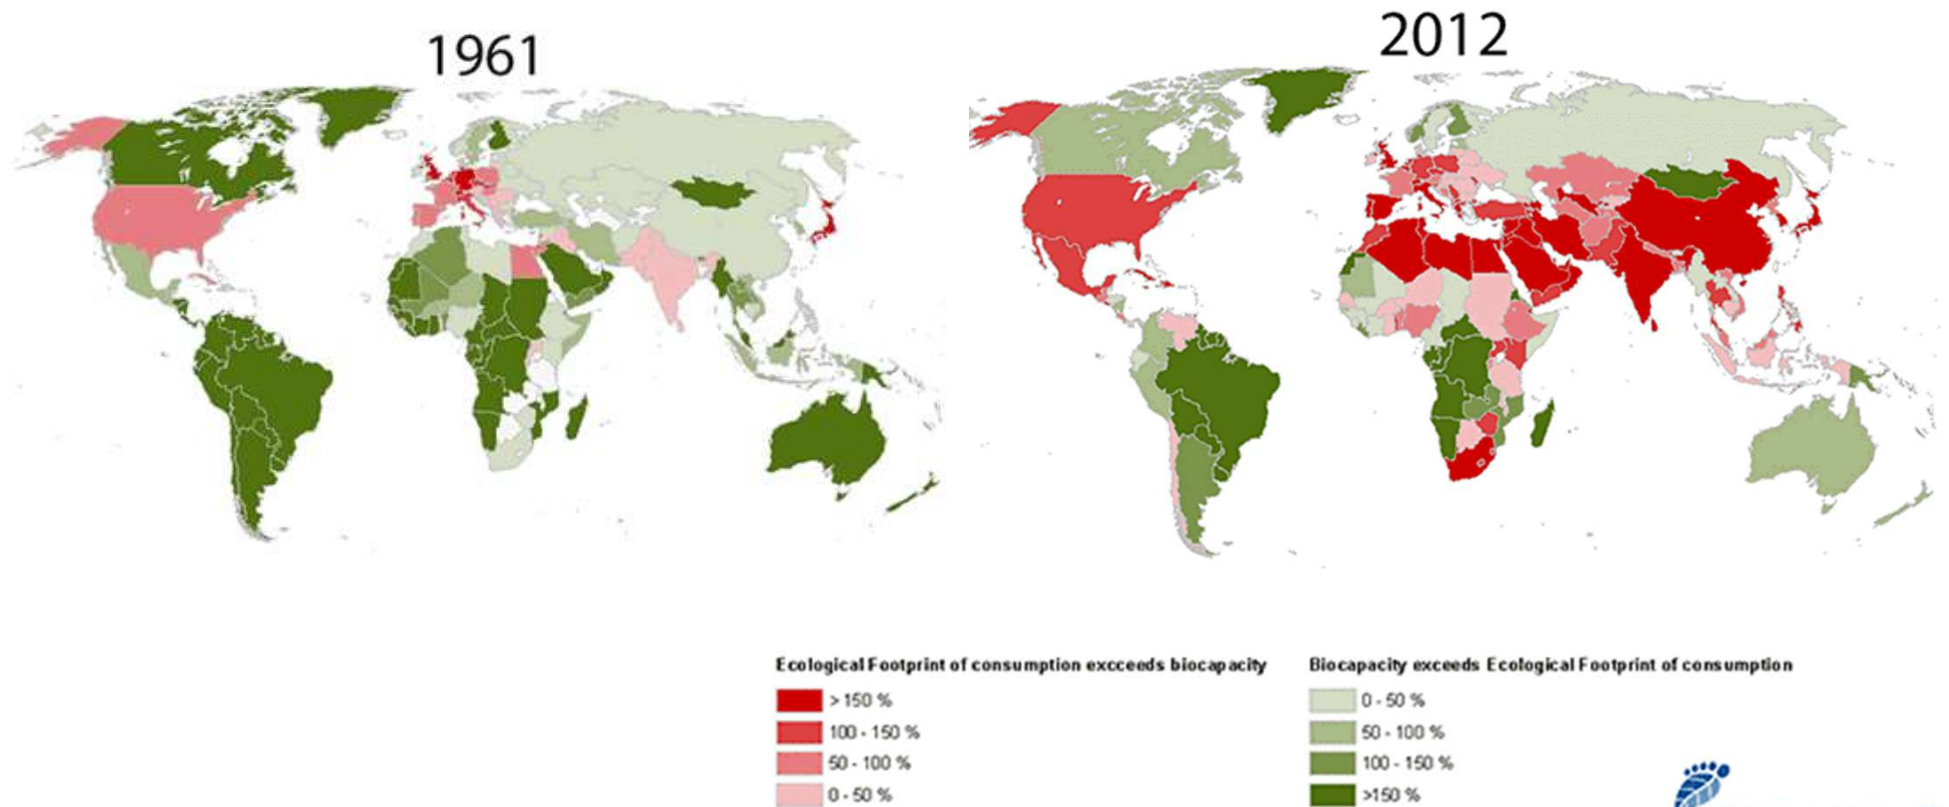 1961
2012
Ecological Footprint of consumption excceeds biocapacity
> 150 %
100 - 150 %
50 - 100 %
0 - 50 %
Biocapacity exceeds Ecological Footprint of consumption
0 - 50 %
50 - 100 %
100 - 150 %
>150 %